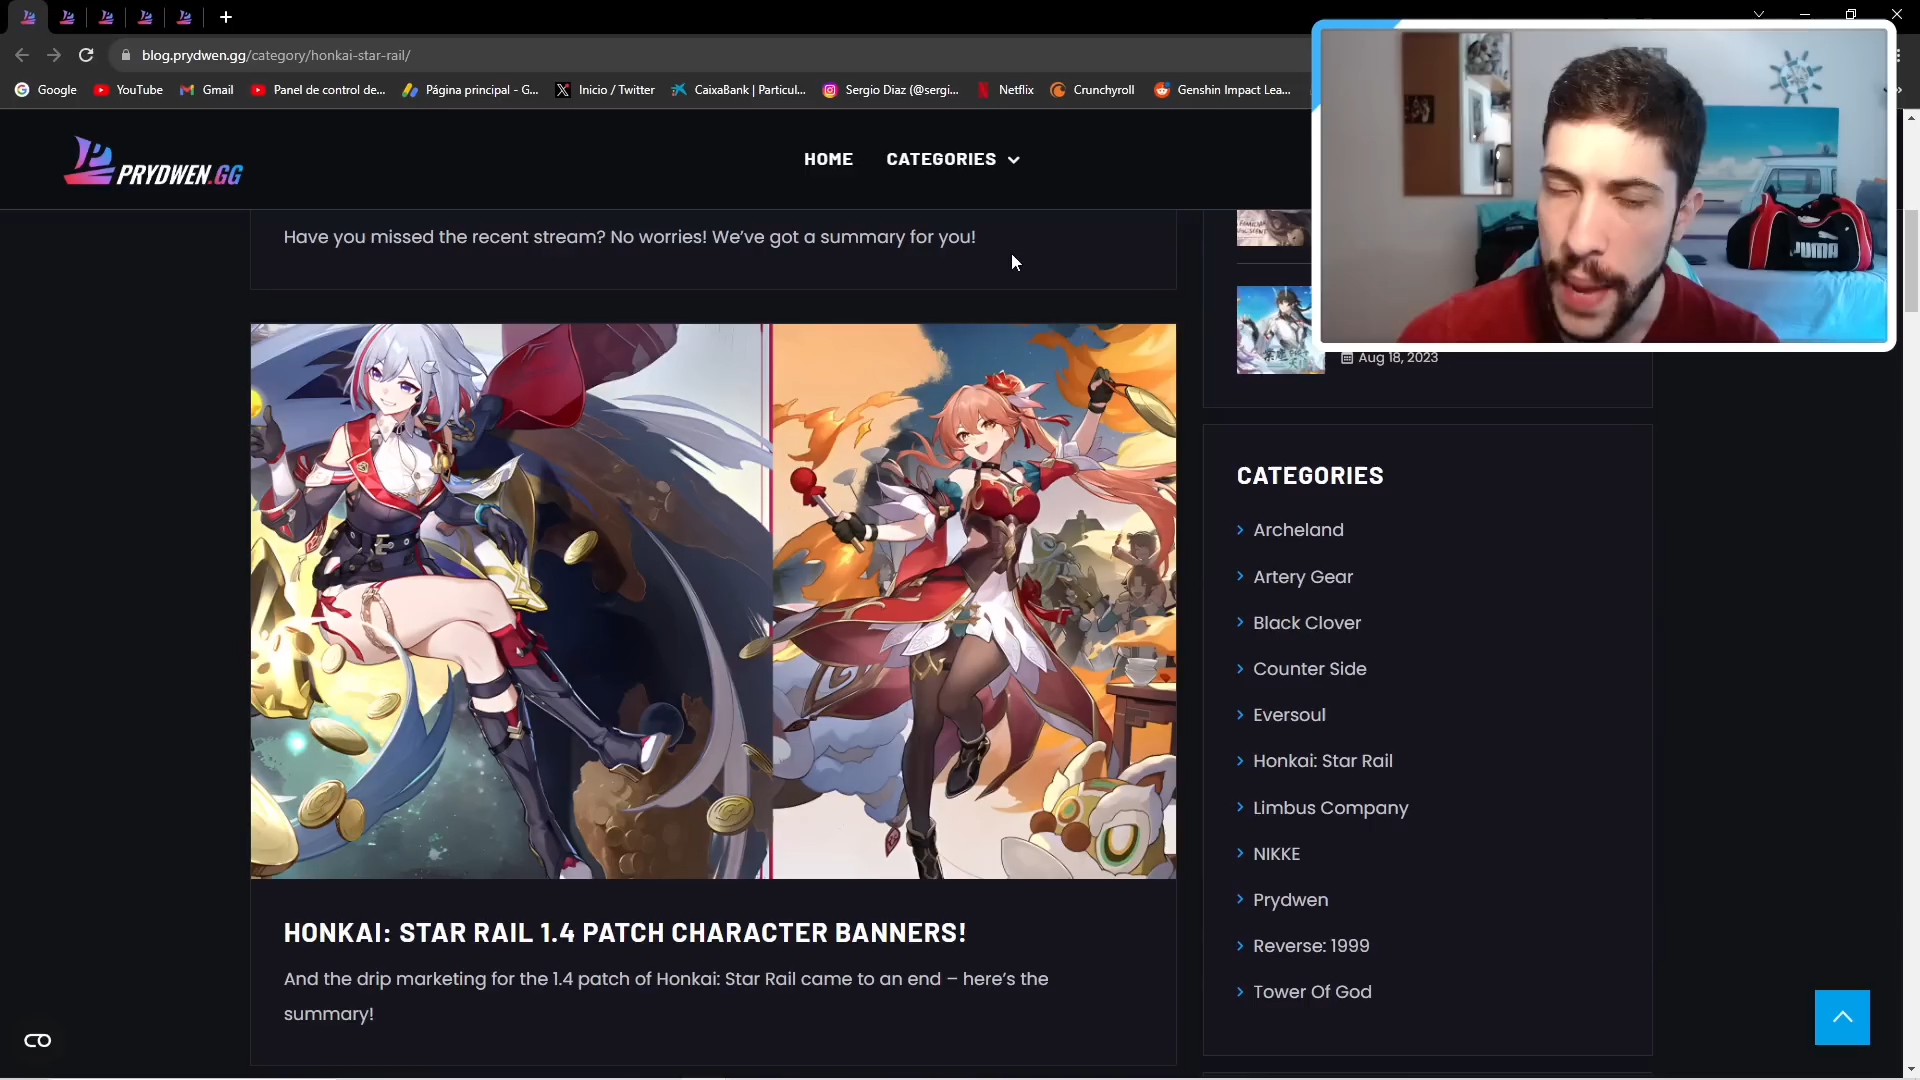 blog.prydwen.gg/category/honkai-star-rail/
Google YouTube Gmail Panel de control de... Página principal - G... Inicio / Twitter CaixaBank | Particul... Sergio Diaz (@sergi... Netflix Crunchyroll Genshin Impact Lea...
PRYDWEN.GG
HOME CATEGORIES
Have you missed the recent stream? No worries! We've got a summary for you!
PUMA
Aug 18, 2023
HONKAI: STAR RAIL 1.4 PATCH CHARACTER BANNERS!
And the drip marketing for the 1.4 patch of Honkai: Star Rail came to an end – here's the
summary!
CATEGORIES
Archeland
Artery Gear
Black Clover
Counter Side
Eversoul
Honkai: Star Rail
Limbus Company
NIKKE
Prydwen
Reverse: 1999
Tower Of God